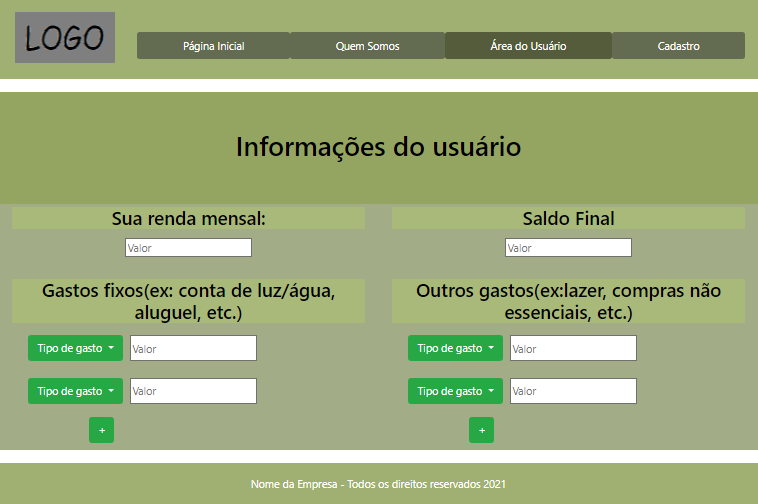 LOGO
Página Inicial
Quem Somos
Área do Usuário
Cadastro
Informações do usuário
Sua renda mensal:
Valor
Saldo Final
Valor
Gastos fixos(ex: conta de luz/água,
aluguel, etc.)
Tipo de gasto
Valor
Tipo de gasto
Valor
+
Outros gastos(ex:lazer, compras não
essenciais, etc.)
Tipo de gasto
Valor
Tipo de gasto
Valor
+
Nome da Empresa - Todos os direitos reservados 2021